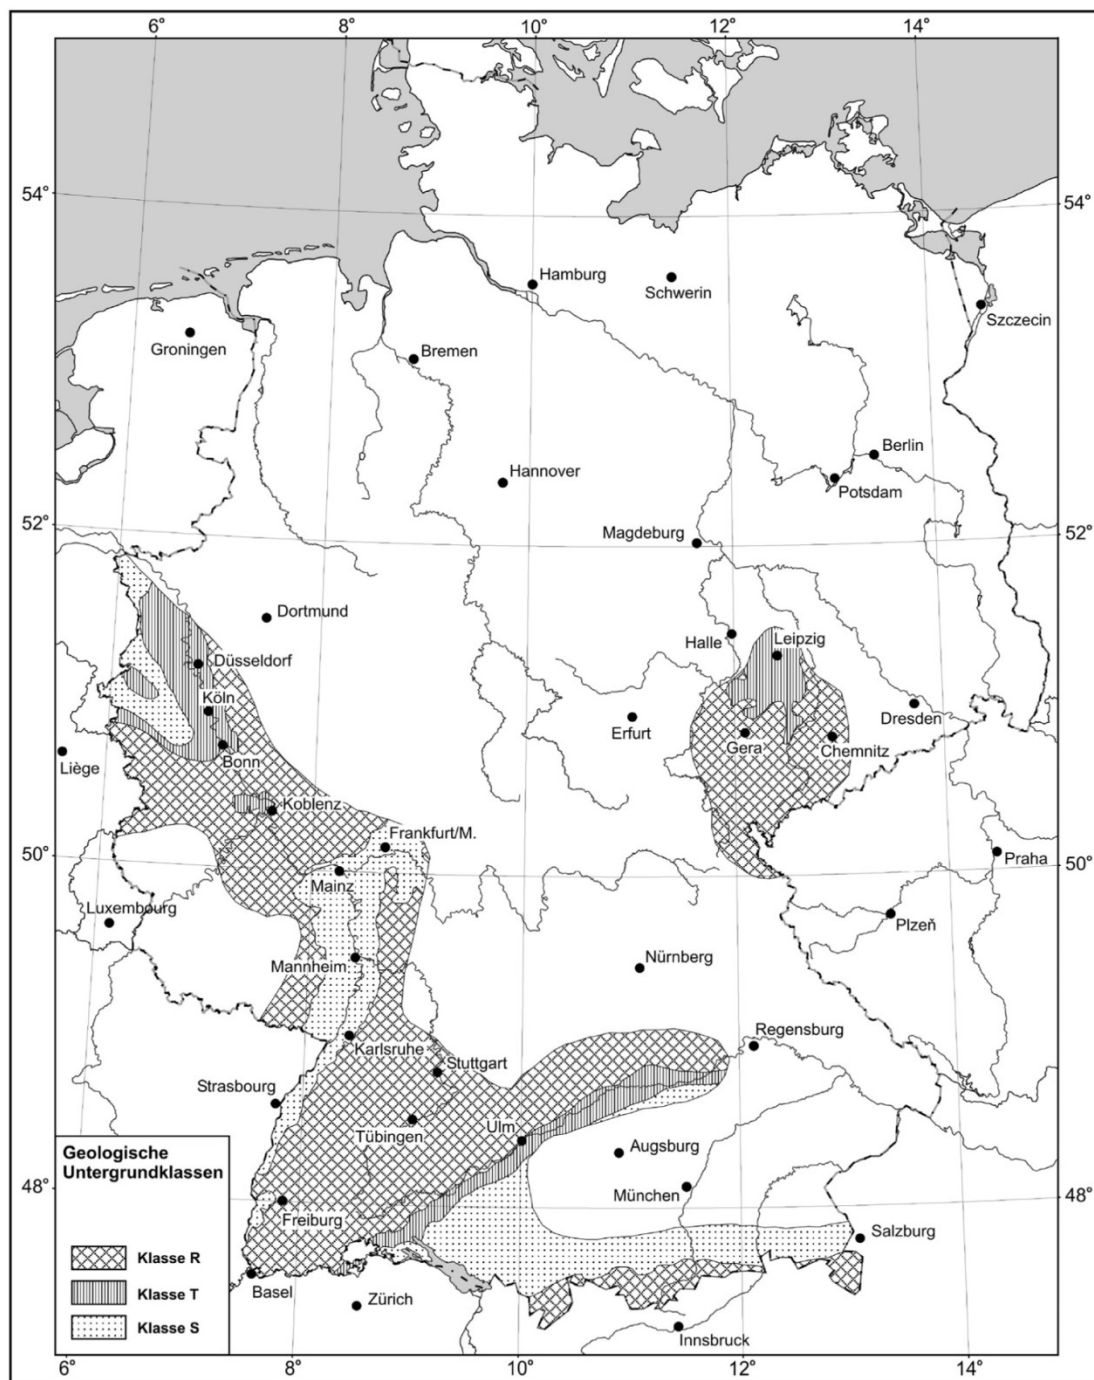 6°
8°
10°
12°
14°
54°
54°
Hamburg
Schwerin
Szczecin
Groningen
Bremen
Berlin
Hannover
Potsdam
52°
52°
Magdeburg
Dortmund
Halle
Leipzig
Düsseldorf
Köln
Dresden
Erfurt
Gera
Chemnitz
Bonn
Liège
Koblenz
Frankfurt/M.
50°
50°
Praha
Mainz
Luxembourg
Plzeň
Nürnberg
Mannheim
Regensburg
Karlsruhe
Stuttgart
Strasbourg
Tübingen
Ulm
Augsburg
München
48°
48°
Freiburg
Salzburg
Basel
Zürich
Innsbruck
Geologische
Untergrundklassen
Klasse R
Klasse T
Klasse S
6°
8°
10°
12°
14°